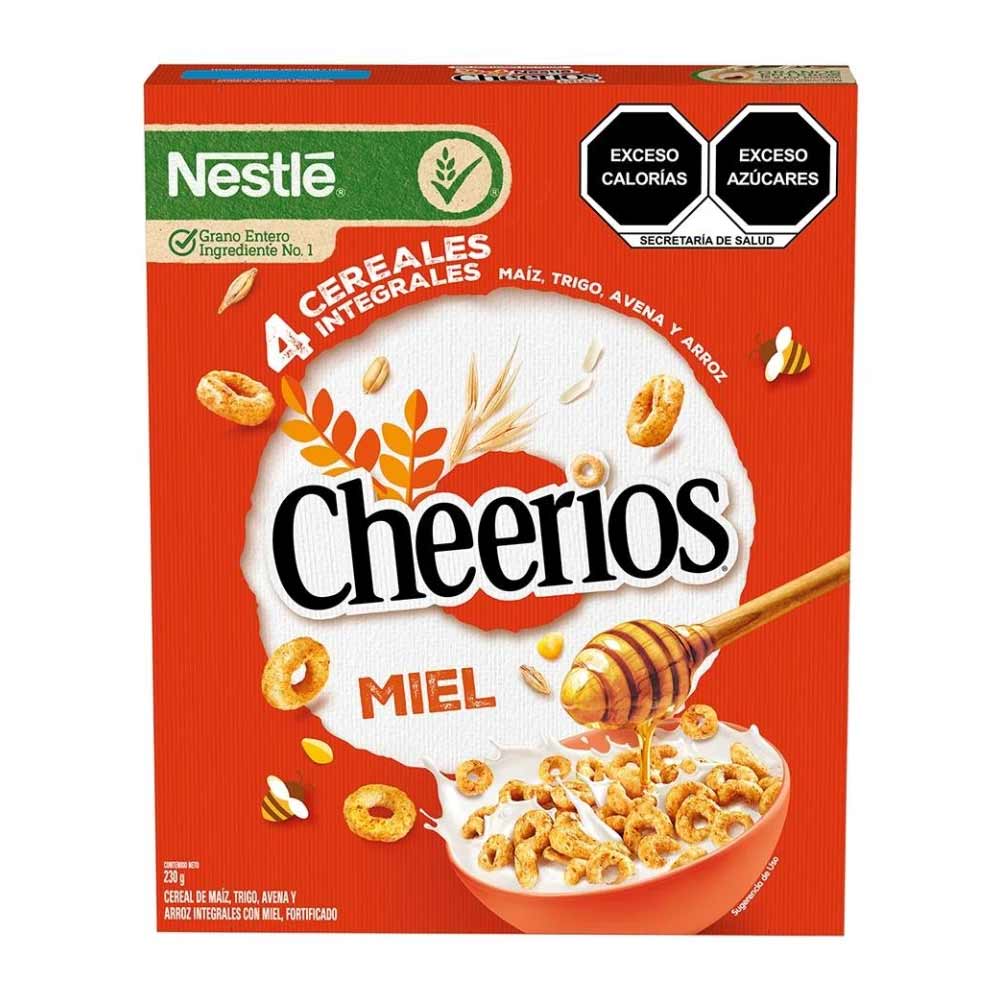 Nestlé
Cheerios
Nestlé®
Grano Entero
Ingrediente No. 1
EXCESO
CALORÍAS
EXCESO
AZÚCARES
SECRETARÍA DE SALUD
4 CEREALES
INTEGRALES
MAÍZ, TRIGO, AVENA Y ARROZ
Cheerios®
MIEL
CONTENIDO NETO
230 g
CEREAL DE MAÍZ, TRIGO, AVENA Y
ARROZ INTEGRALES CON MIEL, FORTIFICADO
Sugerencia de Uso